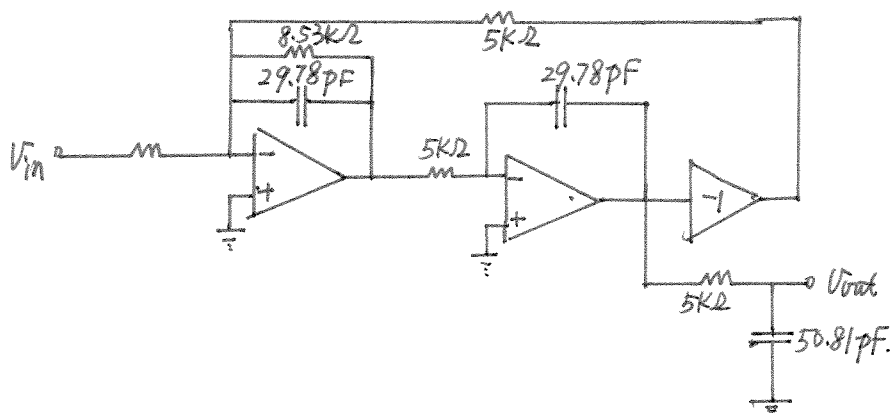 5KΩ
8.53KΩ
29.78pF
29.78pF
Vin
−
+
5KΩ
−
+
-1
5KΩ
Vout
50.81pF.